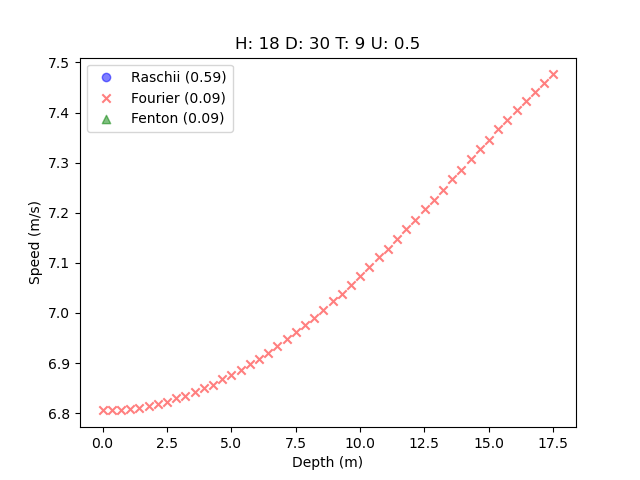 H: 18 D: 30 T: 9 U: 0.5
Raschii (0.59)
Fourier (0.09)
Fenton (0.09)
Speed (m/s)
7.5
7.4
7.3
7.2
7.1
7.0
6.9
6.8
0.0 2.5 5.0 7.5 10.0 12.5 15.0 17.5
Depth (m)